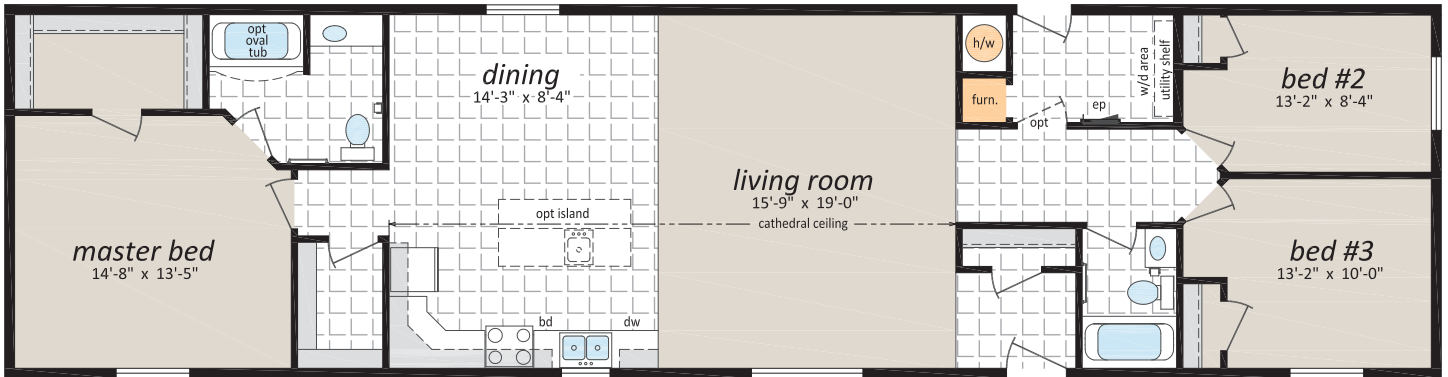 opt
oval
tub
dining
14'-3" x 8'-4"
h/w
furn.
w/d area
utility shelf
ep
opt
bed #2
13'-2" x 8'-4"
living room
15'-9" x 19'-0"
cathedral ceiling
opt island
master bed
14'-8" x 13'-5"
bed #3
13'-2" x 10'-0"
bd
dw